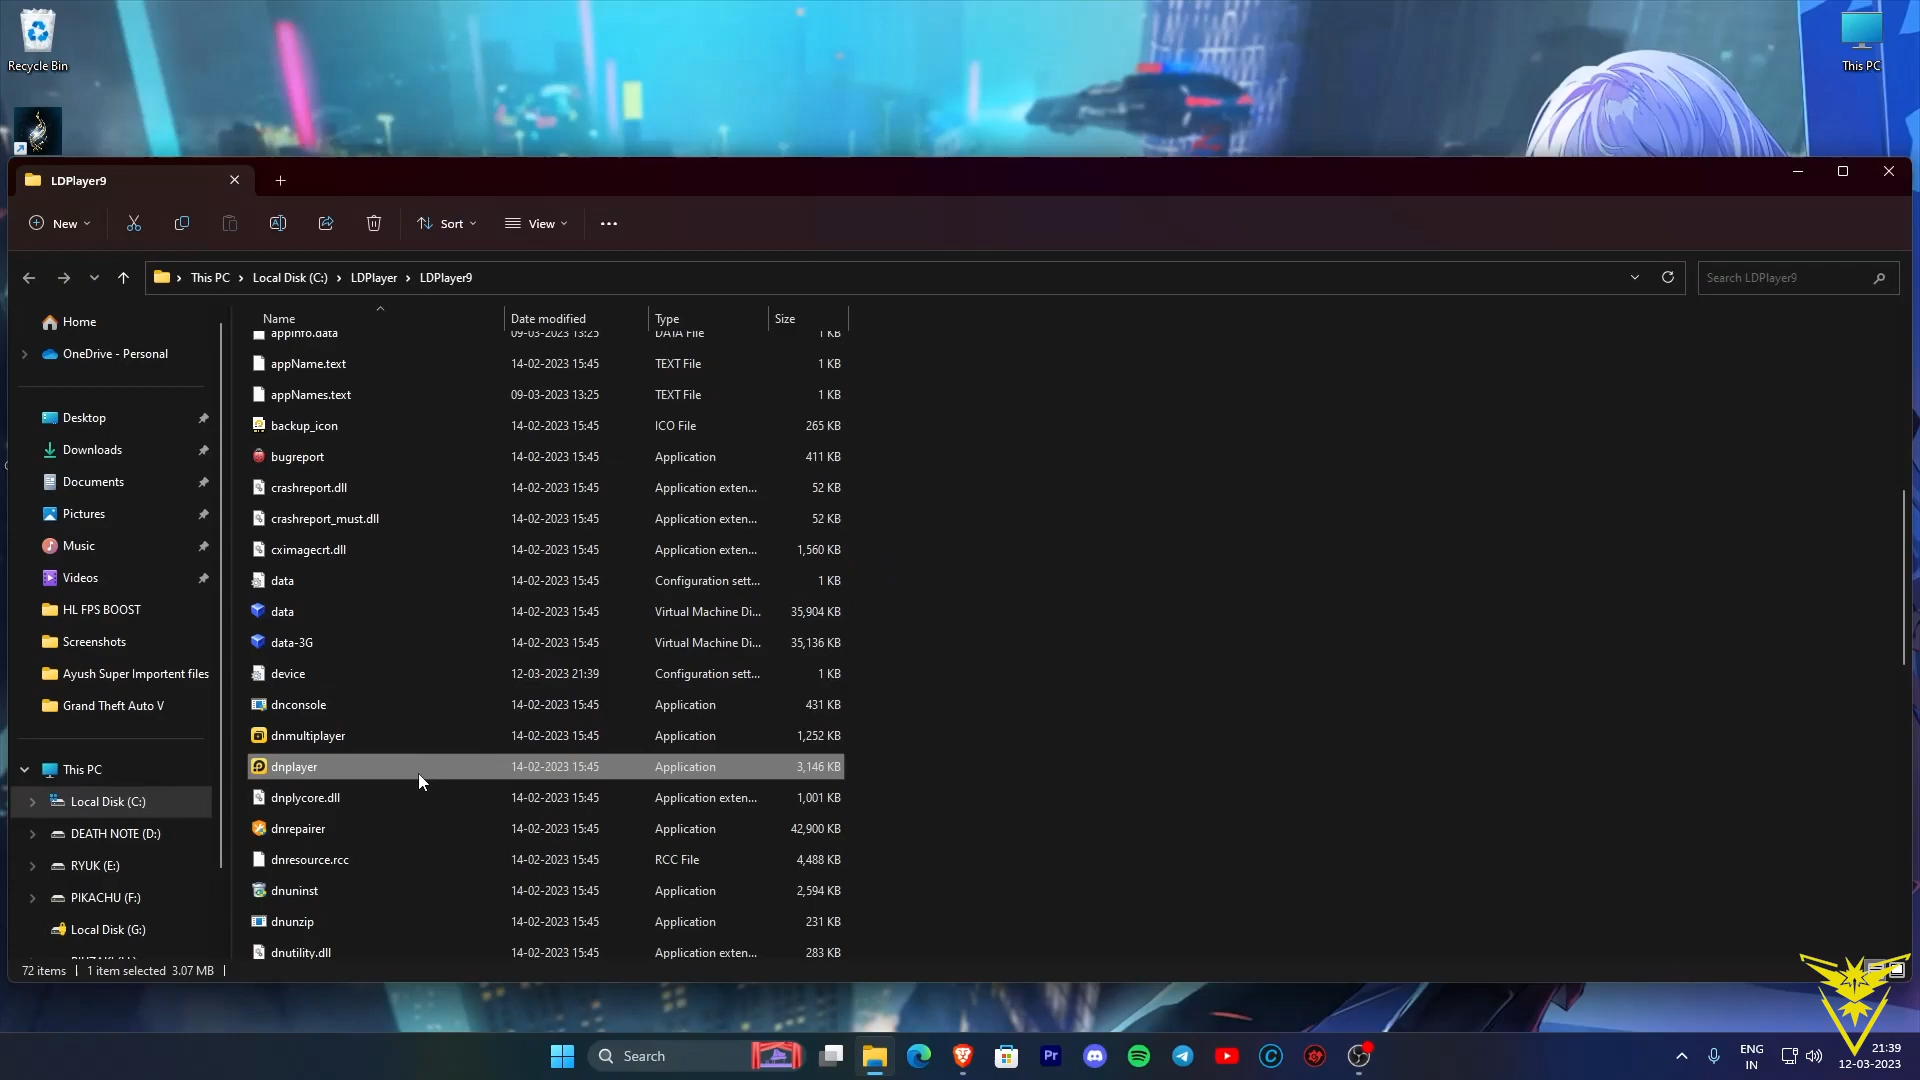 Recycle Bin
This PC
LDPlayer9
New
Sort
View
This PC
Local Disk (C:)
LDPlayer
LDPlayer9
Search LDPlayer9
Home
OneDrive - Personal
Desktop
Downloads
Documents
Pictures
Music
Videos
HL FPS BOOST
Screenshots
Ayush Super Importent files
Grand Theft Auto V
This PC
Local Disk (C:)
DEATH NOTE (D:)
RYUK (E:)
PIKACHU (F:)
Local Disk (G:)
Name Date modified Type Size
appinfo.data 09-03-2023 13:25 DATA File 1 KB
appName.text 14-02-2023 15:45 TEXT File 1 KB
appNames.text 09-03-2023 13:25 TEXT File 1 KB
backup_icon 14-02-2023 15:45 ICO File 265 KB
bugreport 14-02-2023 15:45 Application 411 KB
crashreport.dll 14-02-2023 15:45 Application exten... 52 KB
crashreport_must.dll 14-02-2023 15:45 Application exten... 52 KB
cximagecrt.dll 14-02-2023 15:45 Application exten... 1,560 KB
data 14-02-2023 15:45 Configuration sett... 1 KB
data 14-02-2023 15:45 Virtual Machine Di... 35,904 KB
data-3G 14-02-2023 15:45 Virtual Machine Di... 35,136 KB
device 12-03-2023 21:39 Configuration sett... 1 KB
dnconsole 14-02-2023 15:45 Application 431 KB
dnmultiplayer 14-02-2023 15:45 Application 1,252 KB
dnplayer 14-02-2023 15:45 Application 3,146 KB
dnplycore.dll 14-02-2023 15:45 Application exten... 1,001 KB
dnrepairer 14-02-2023 15:45 Application 42,900 KB
dnresource.rcc 14-02-2023 15:45 RCC File 4,488 KB
dnuninst 14-02-2023 15:45 Application 2,594 KB
dnunzip 14-02-2023 15:45 Application 231 KB
dnutility.dll 14-02-2023 15:45 Application exten... 283 KB
72 items 1 item selected 3.07 MB
Search
Pr
ENG
IN
21:39
12-03-2023